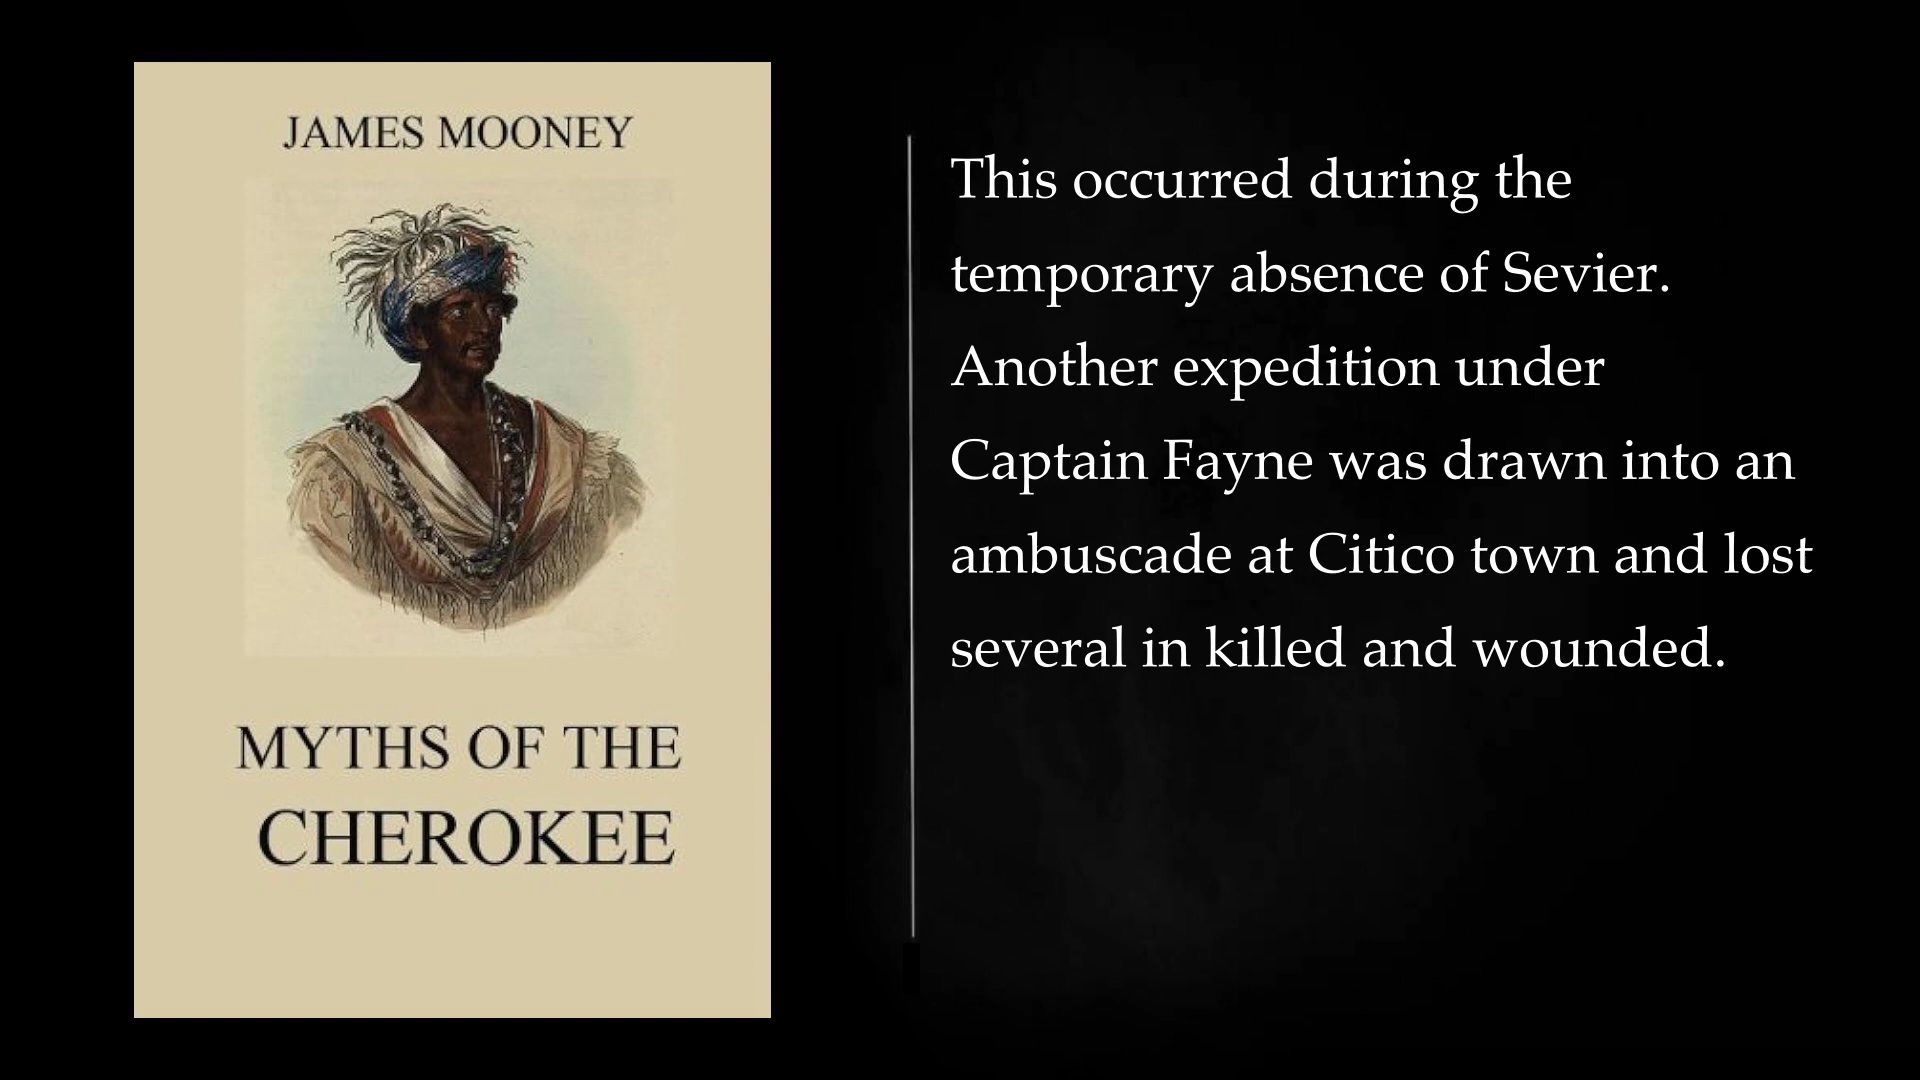 JAMES MOONEY
MYTHS OF THE
CHEROKEE
This occurred during the
temporary absence of Sevier.
Another expedition under
Captain Fayne was drawn into an
ambuscade at Citico town and lost
several in killed and wounded.